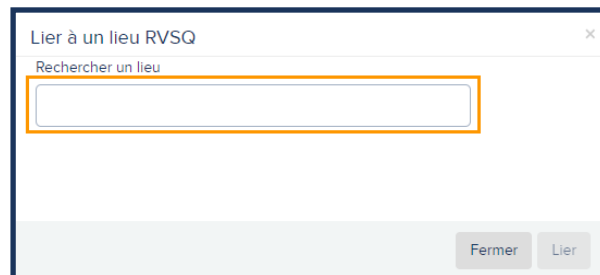 Lier à un lieu RVSQ ×
Rechercher un lieu
Fermer Lier